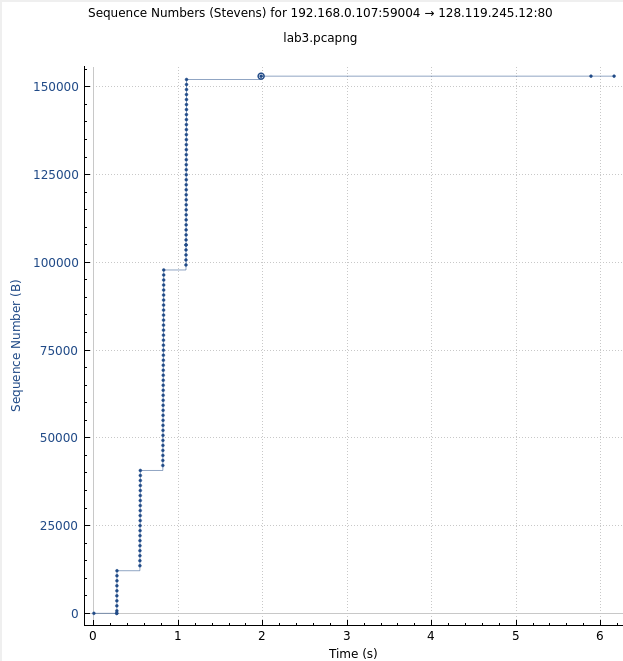 Sequence Numbers (Stevens) for 192.168.0.107:59004 → 128.119.245.12:80
lab3.pcapng
150000
125000
100000
75000
50000
25000
0
Sequence Number (B)
0 1 2 3 4 5 6
Time (s)